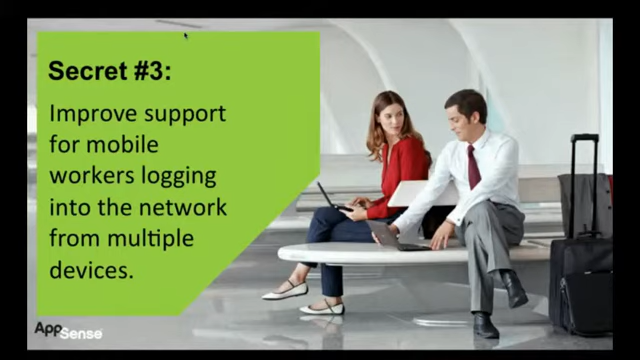 Secret #3:
Improve support
for mobile
workers logging
into the network
from multiple
devices.
AppSense